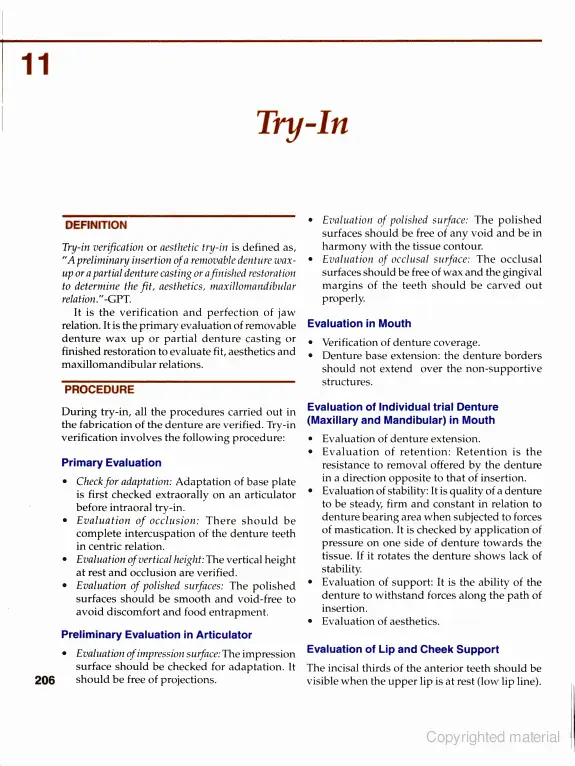 11
Try-In
DEFINITION
Try-in verification or aesthetic try-in is defined as,
"A preliminary insertion of a removable denture wax-
up or a partial denture casting or a finished restoration
to determine the fit, aesthetics, maxillomandibular
relation."-GPT.
It is the verification and perfection of jaw
relation. It is the primary evaluation of removable
denture wax up or partial denture casting or
finished restoration to evaluate fit, aesthetics and
maxillomandibular relations.
PROCEDURE
During try-in, all the procedures carried out in
the fabrication of the denture are verified. Try-in
verification involves the following procedure:
Primary Evaluation
• Check for adaptation: Adaptation of base plate
is first checked extraorally on an articulator
before intraoral try-in.
• Evaluation of occlusion: There should be
complete intercuspation of the denture teeth
in centric relation.
• Evaluation of vertical height: The vertical height
at rest and occlusion are verified.
• Evaluation of polished surfaces: The polished
surfaces should be smooth and void-free to
avoid discomfort and food entrapment.
Preliminary Evaluation in Articulator
• Evaluation of impression surface: The impression
surface should be checked for adaptation. It
should be free of projections.
206
• Evaluation of polished surface: The polished
surfaces should be free of any void and be in
harmony with the tissue contour.
• Evaluation of occlusal surface: The occlusal
surfaces should be free of wax and the gingival
margins of the teeth should be carved out
properly.
Evaluation in Mouth
• Verification of denture coverage.
• Denture base extension: the denture borders
should not extend over the non-supportive
structures.
Evaluation of Individual trial Denture
(Maxillary and Mandibular) in Mouth
• Evaluation of denture extension.
• Evaluation of retention: Retention is the
resistance to removal offered by the denture
in a direction opposite to that of insertion.
• Evaluation of stability: It is quality of a denture
to be steady, firm and constant in relation to
denture bearing area when subjected to forces
of mastication. It is checked by application of
pressure on one side of denture towards the
tissue. If it rotates the denture shows lack of
stability.
• Evaluation of support: It is the ability of the
denture to withstand forces along the path of
insertion.
• Evaluation of aesthetics.
Evaluation of Lip and Cheek Support
The incisal thirds of the anterior teeth should be
visible when the upper lip is at rest (low lip line).
Copyrighted material